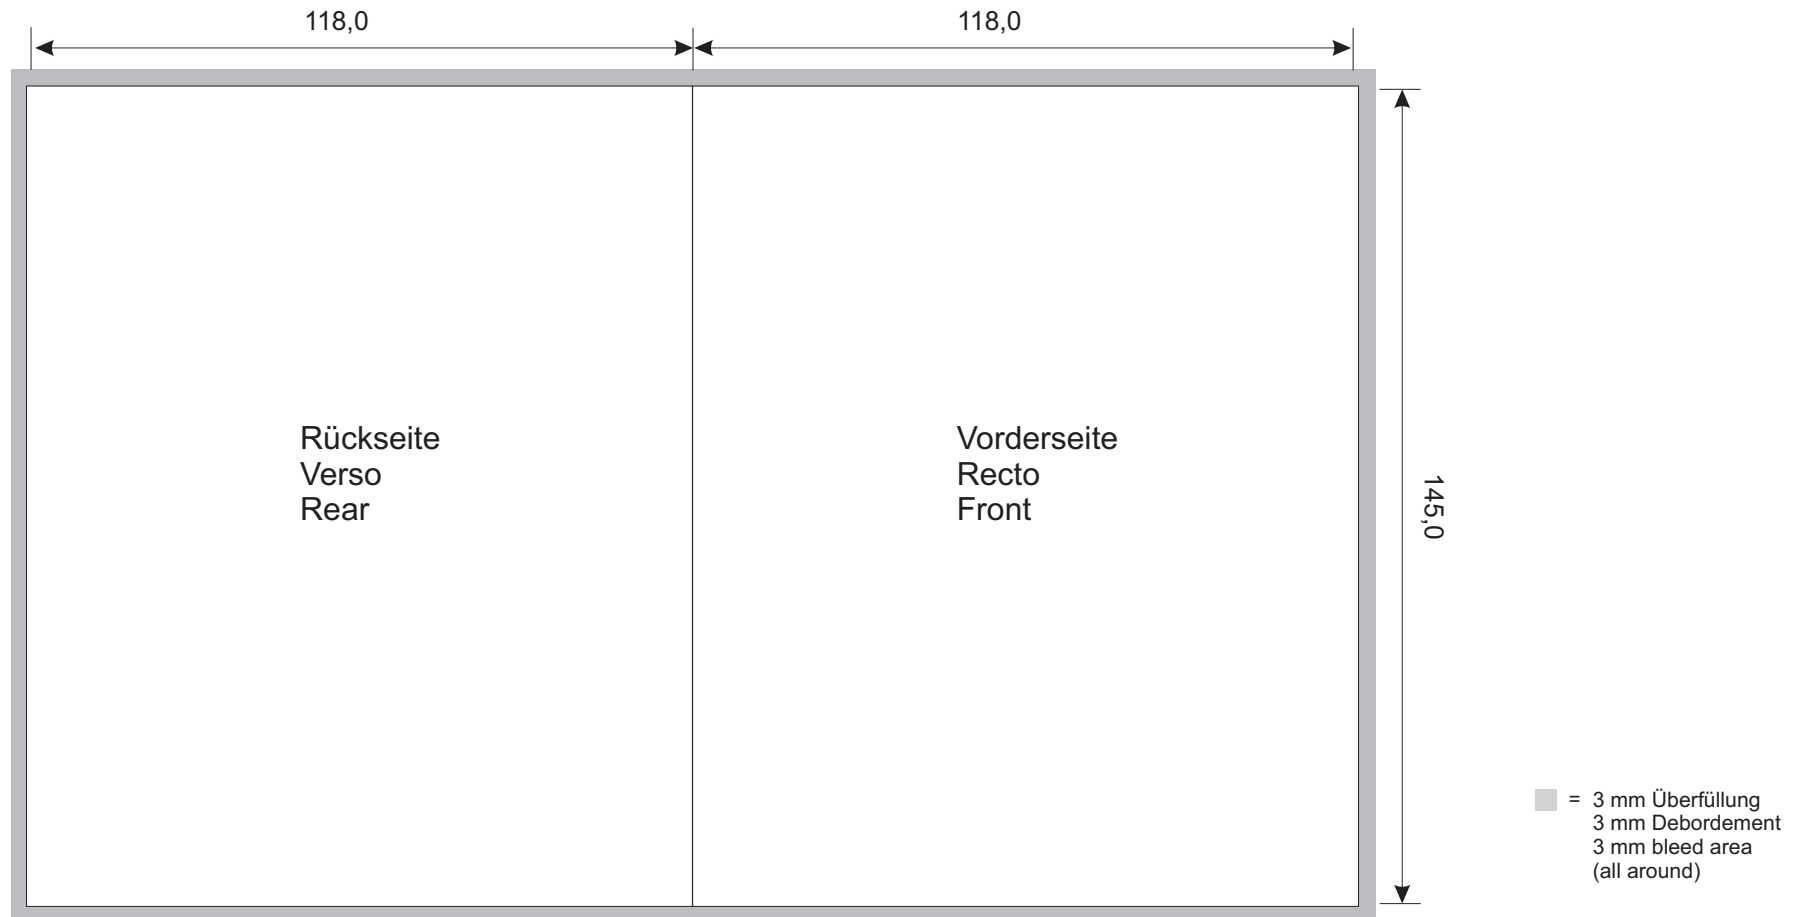 118,0
118,0
Rückseite
Verso
Rear
Vorderseite
Recto
Front
145,0
= 3 mm Überfüllung
3 mm Debordement
3 mm bleed area
(all around)